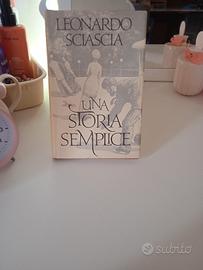 LEONARDO
SCIASCIA
UNA
STORIA
SEMPLICE
subito